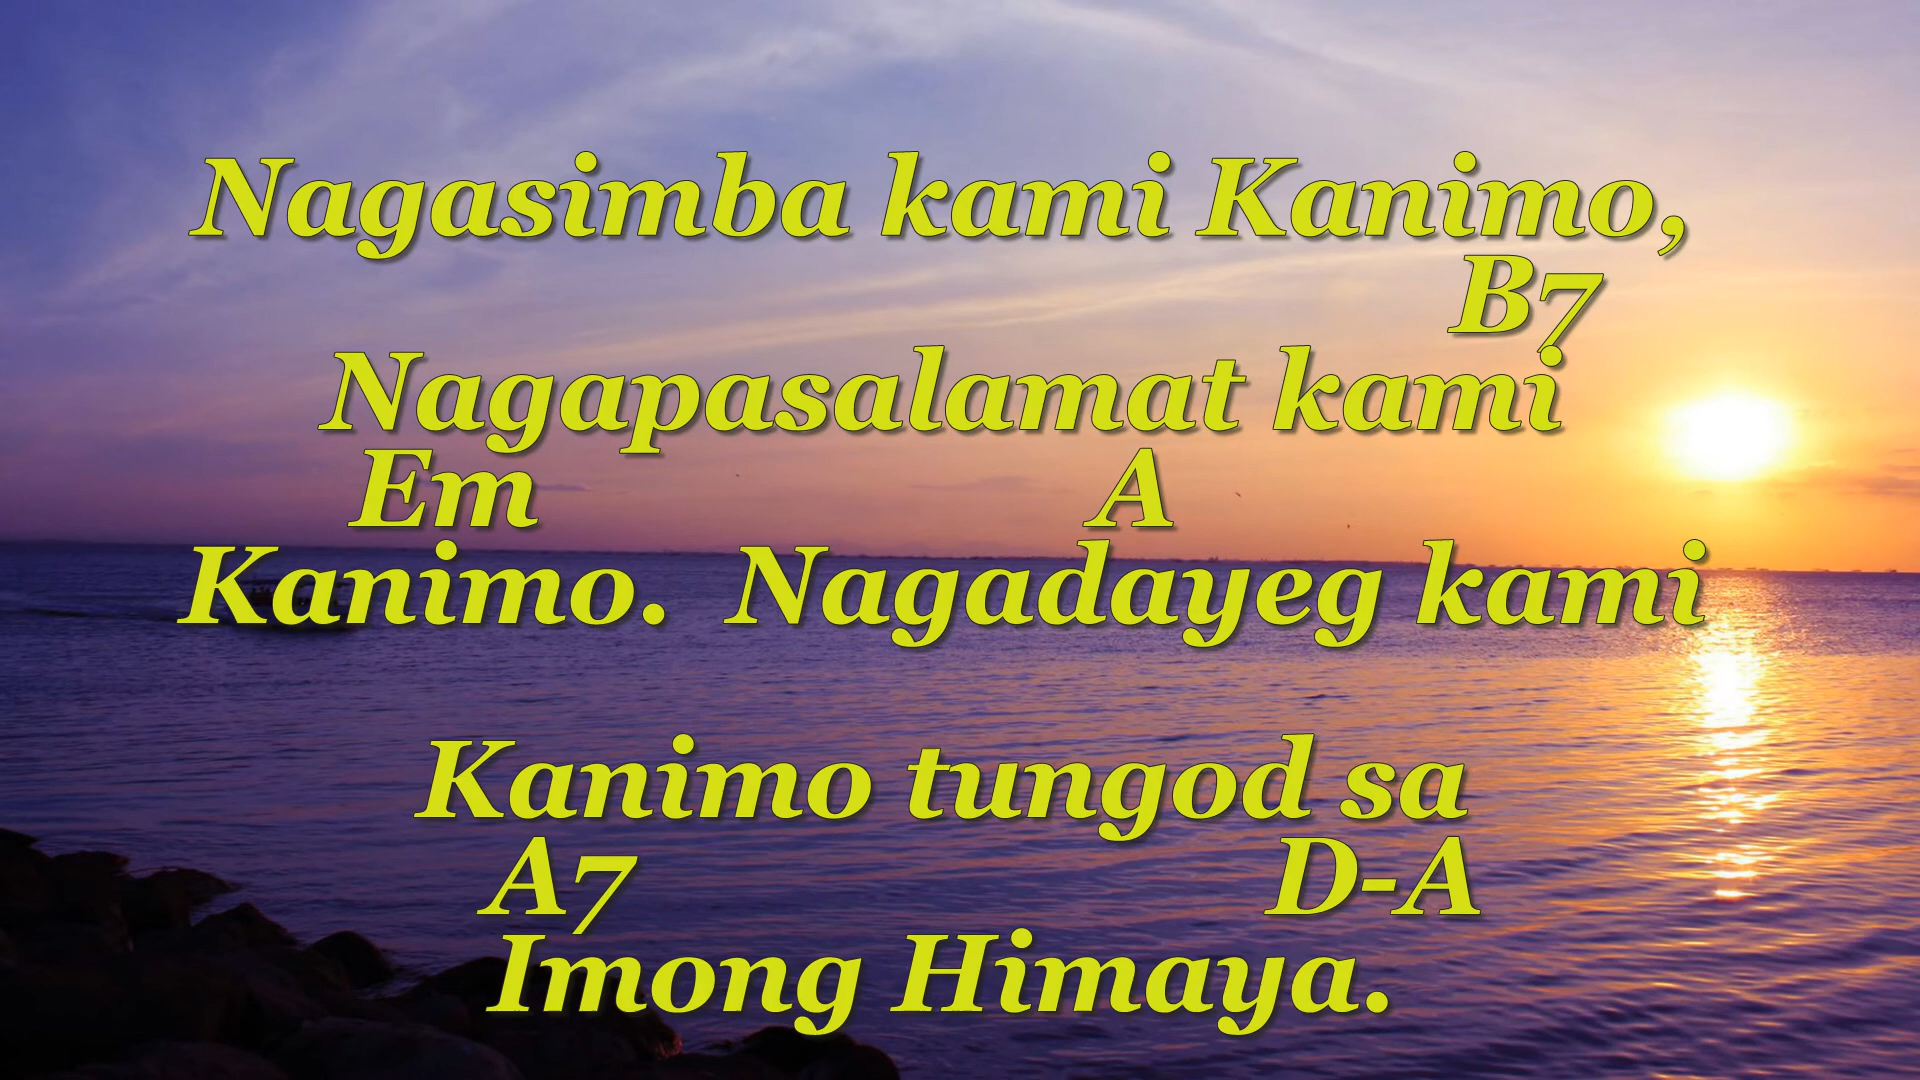 Nagasimba kami Kanimo,
B7
Nagapasalamat kami
Em A
Kanimo. Nagadayeg kami
Kanimo tungod sa
A7 D-A
Imong Himaya.